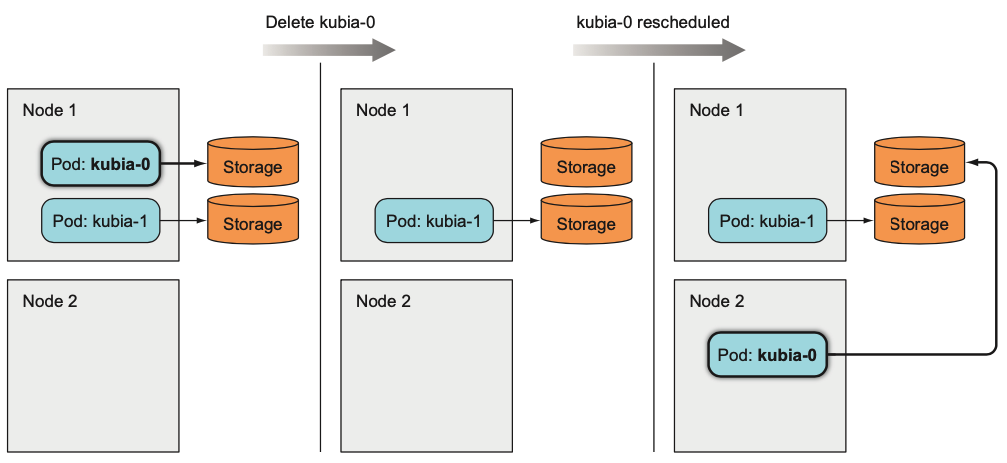 Delete kubia-0
kubia-0 rescheduled
Node 1
Pod: kubia-0
Storage
Pod: kubia-1
Storage
Node 2
Node 1
Storage
Pod: kubia-1
Storage
Node 2
Node 1
Storage
Pod: kubia-1
Storage
Node 2
Pod: kubia-0